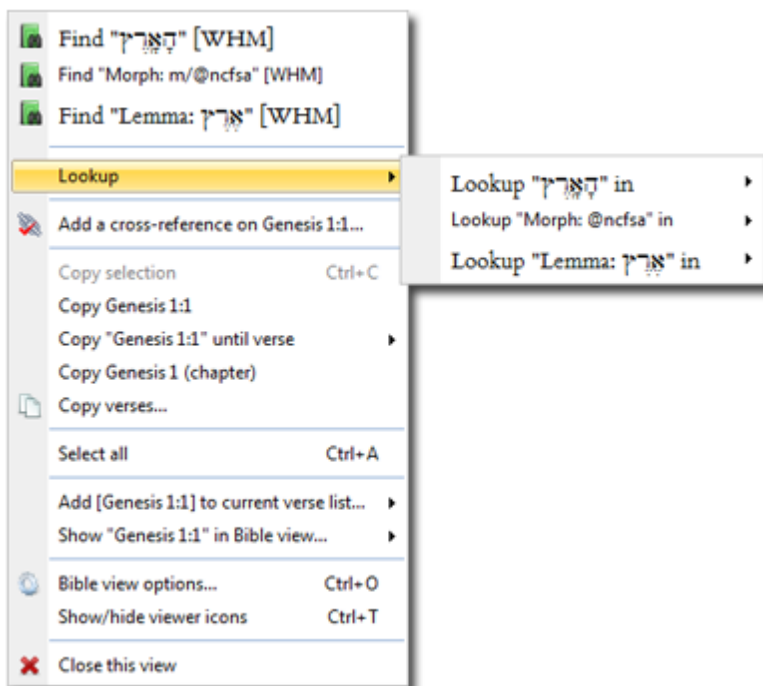 Find "הָאָֽרֶץ" [WHM]
Find "Morph: m/@ncfsa" [WHM]
Find "Lemma: אֶ֫רֶץ" [WHM]
Lookup
Add a cross-reference on Genesis 1:1...
Copy selection Ctrl+C
Copy Genesis 1:1
Copy "Genesis 1:1" until verse
Copy Genesis 1 (chapter)
Copy verses...
Select all Ctrl+A
Add [Genesis 1:1] to current verse list...
Show "Genesis 1:1" in Bible view...
Bible view options... Ctrl+O
Show/hide viewer icons Ctrl+T
Close this view
Lookup "הָאָֽרֶץ" in
Lookup "Morph: @ncfsa" in
Lookup "Lemma: אֶ֫רֶץ" in